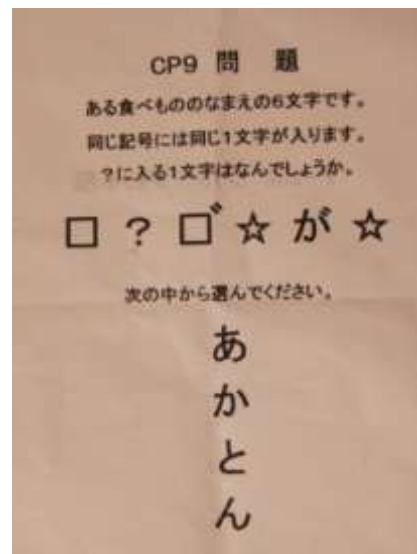 CP9 問 題
ある食べもののなまえの6文字です。
同じ記号には同じ1文字が入ります。
?に入る1文字はなんでしょうか。
□ ? □゛ ☆ が ☆
次の中から選んでください。
あ
か
と
ん